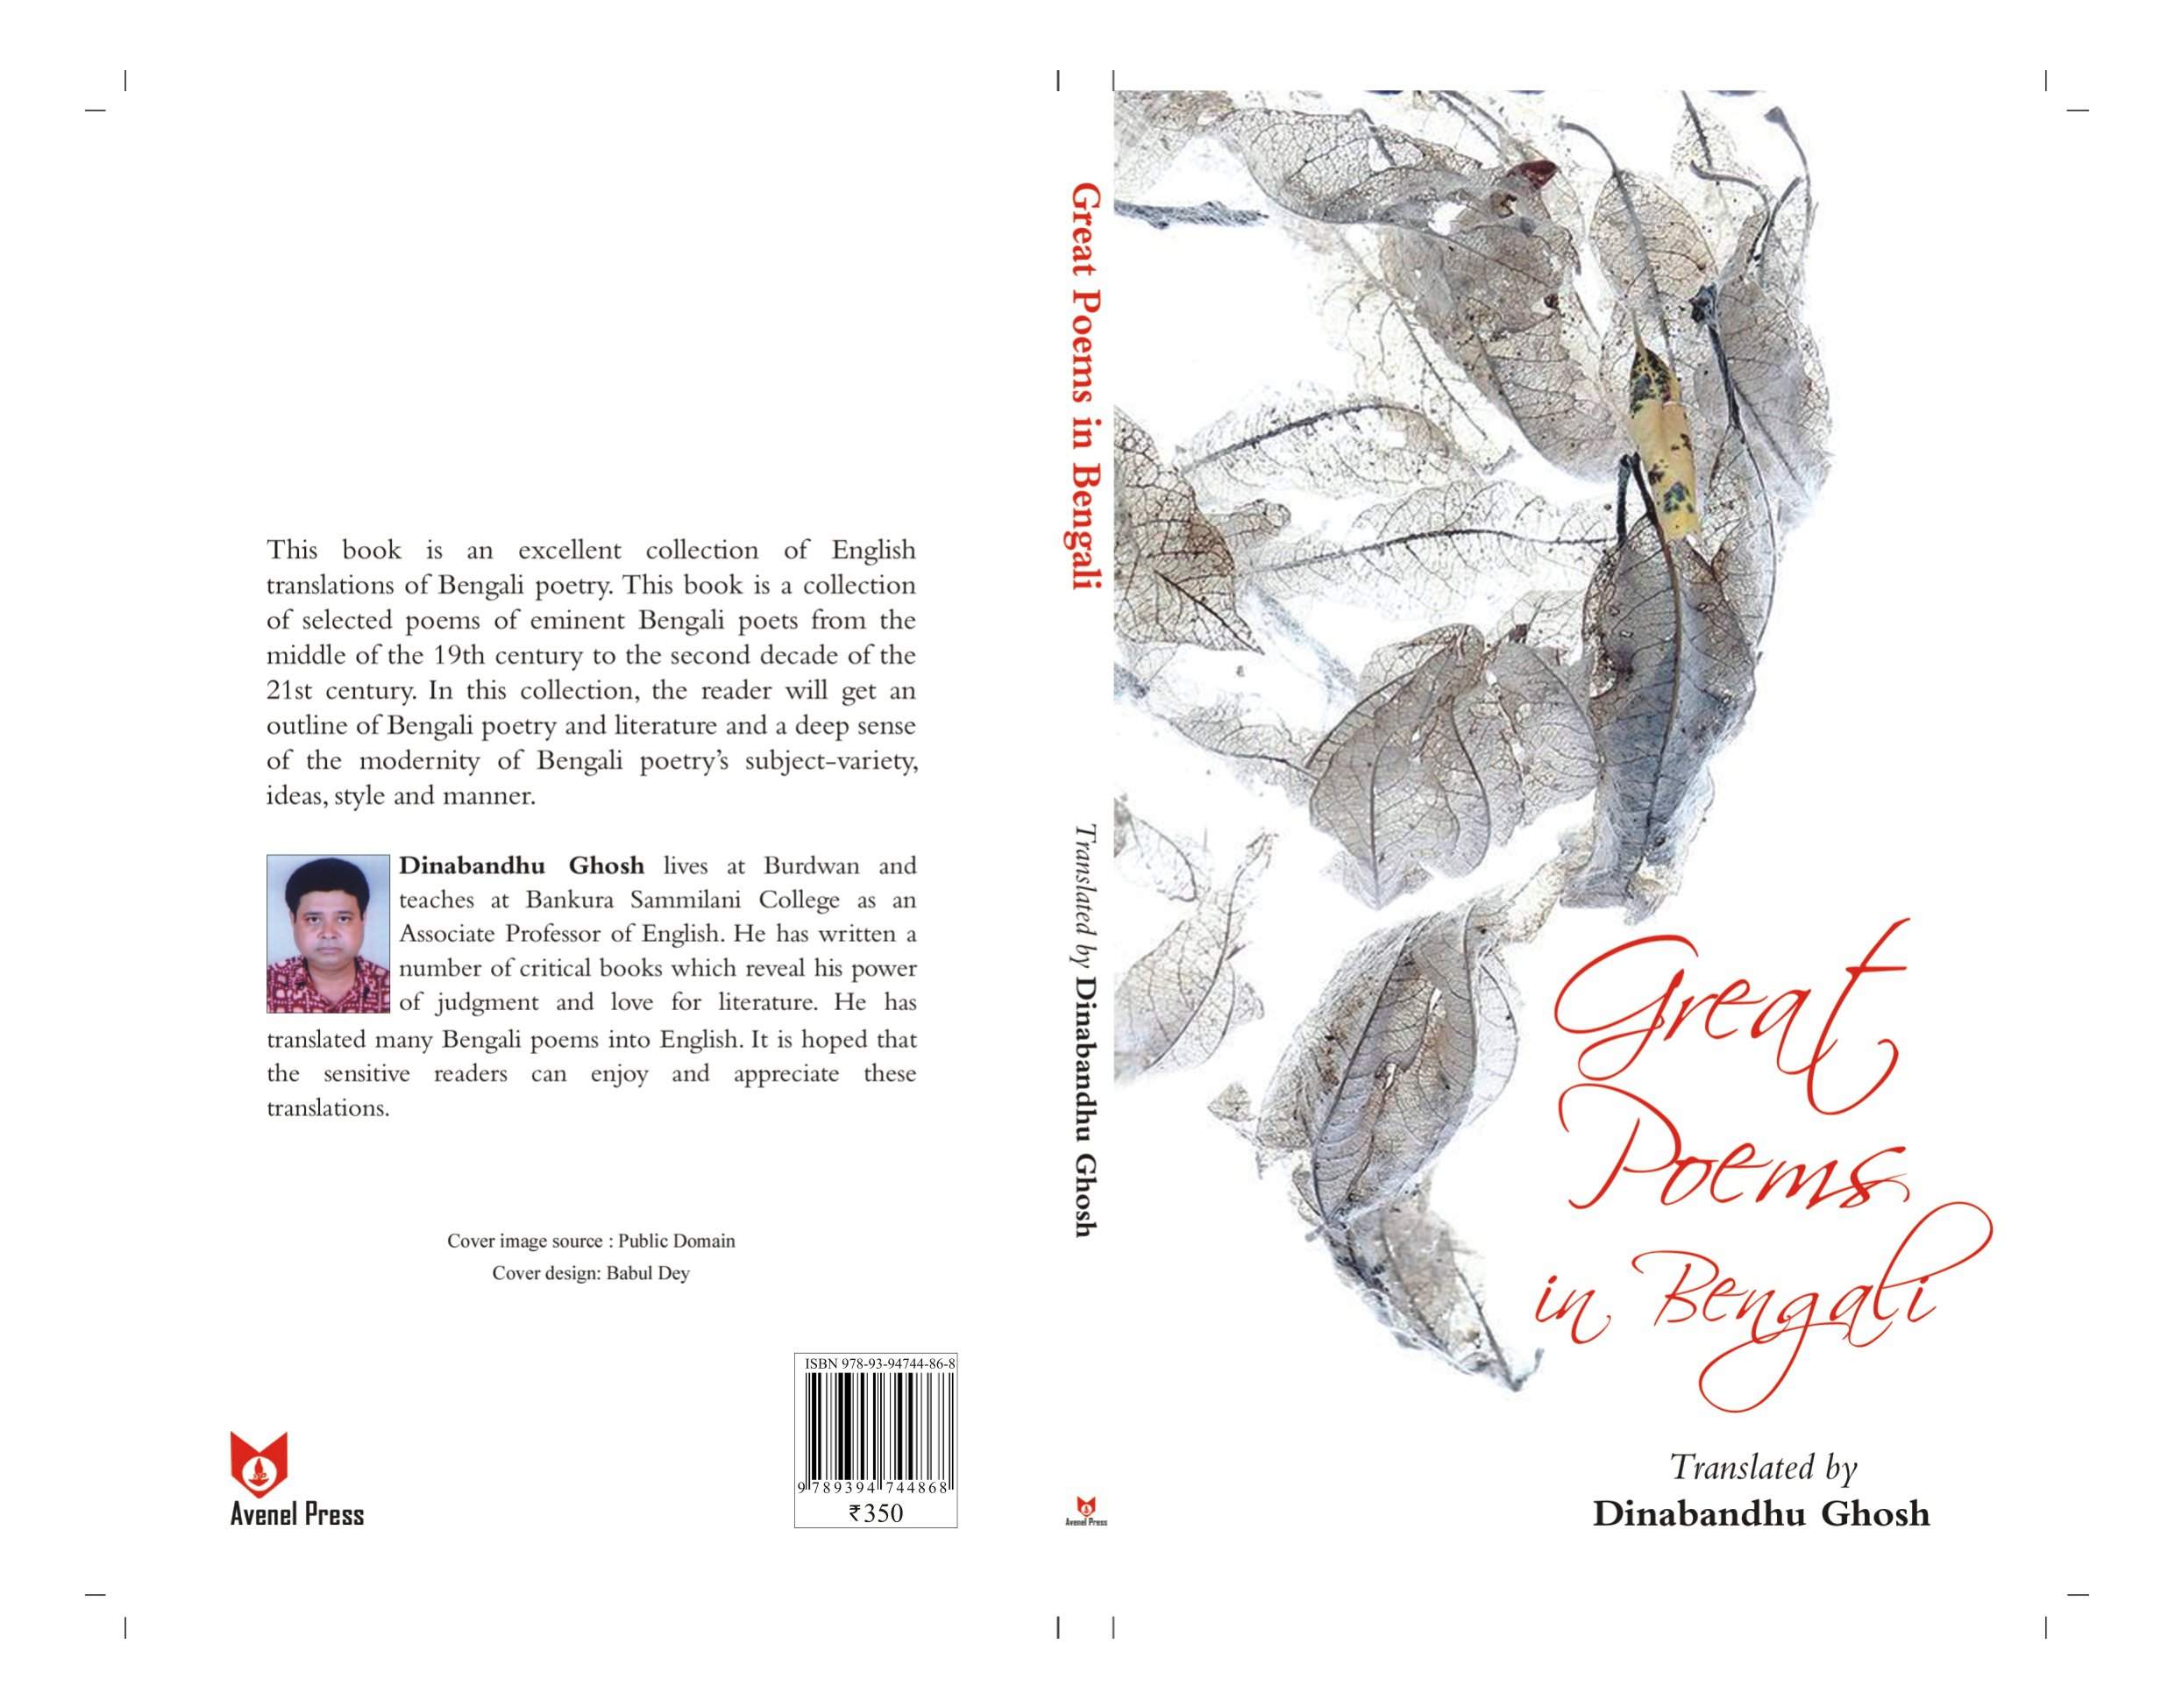 This book is an excellent collection of English
translations of Bengali poetry. This book is a collection
of selected poems of eminent Bengali poets from the
middle of the 19th century to the second decade of the
21st century. In this collection, the reader will get an
outline of Bengali poetry and literature and a deep sense
of the modernity of Bengali poetry’s subject-variety,
ideas, style and manner.
Dinabandhu Ghosh lives at Burdwan and
teaches at Bankura Sammilani College as an
Associate Professor of English. He has written a
number of critical books which reveal his power
of judgment and love for literature. He has
translated many Bengali poems into English. It is hoped that
the sensitive readers can enjoy and appreciate these
translations.
Cover image source : Public Domain
Cover design: Babul Dey
ISBN 978-93-94744-86-8
9 789394 744868
₹350
Avenel Press
Great Poems in Bengali
Translated by Dinabandhu Ghosh
Avenel Press
Great
Poems
in Bengali
Translated by
Dinabandhu Ghosh